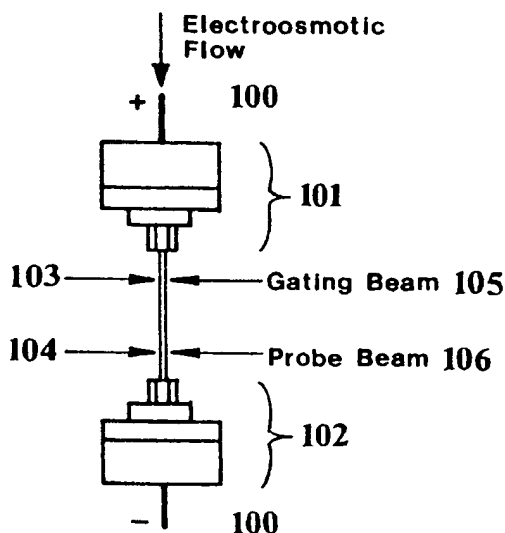 Electroosmotic
Flow
+ 100
101
103 Gating Beam 105
104 Probe Beam 106
102
− 100